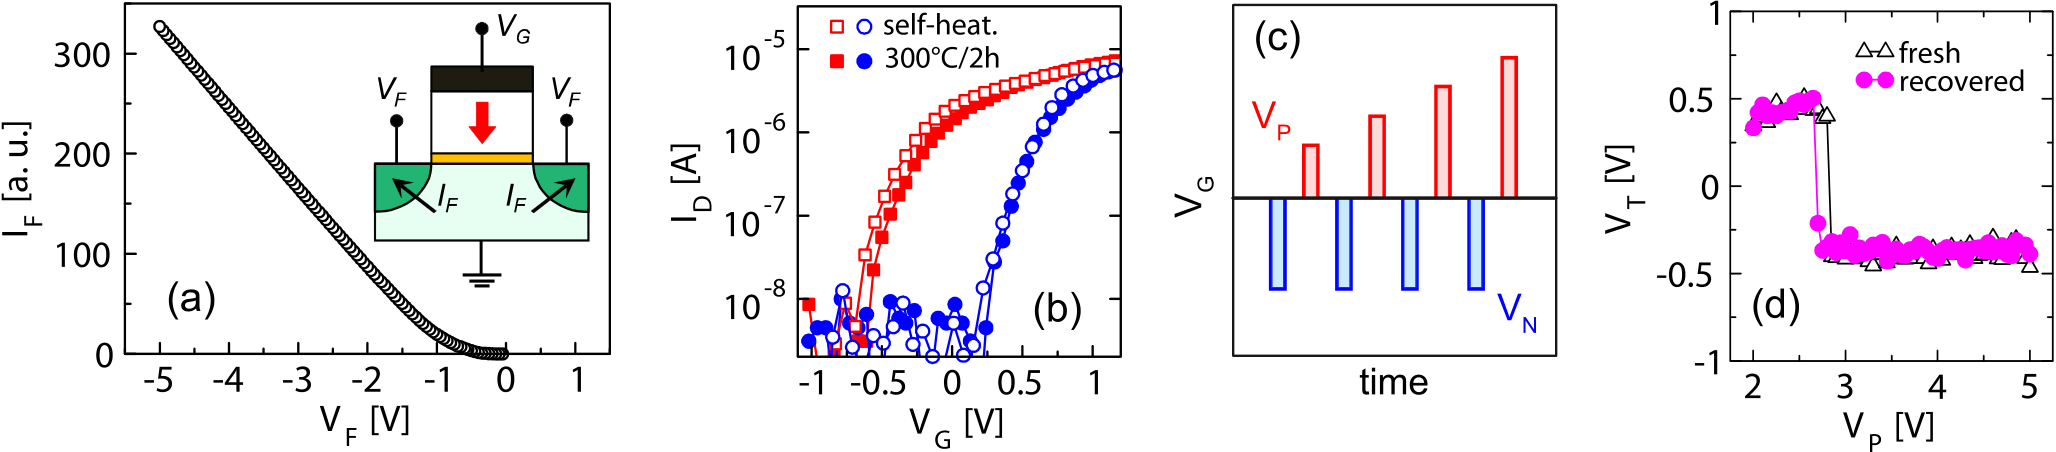 I_F [a. u.]
300
200
100
0
-5 -4 -3 -2 -1 0 1
V_F [V]
(a)
V_G
V_F V_F
I_F I_F
I_D [A]
10^-5
10^-6
10^-7
10^-8
-1 -0.5 0 0.5 1
V_G [V]
self-heat.
300°C/2h
(b)
(c)
V_P
V_G
V_N
time
V_T [V]
1
0.5
0
-0.5
-1
2 3 4 5
V_P [V]
fresh
recovered
(d)